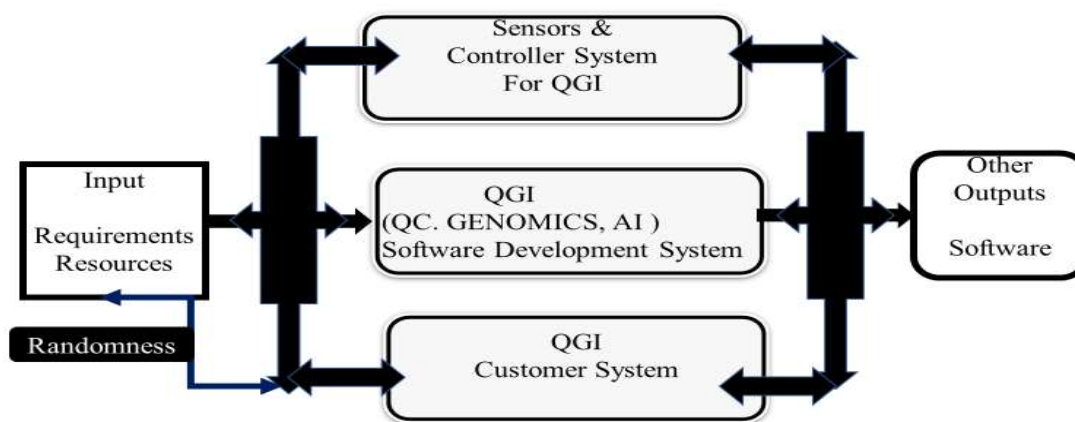 Sensors &
Controller System
For QGI
Input
Requirements
Resources
QGI
(QC. GENOMICS, AI )
Software Development System
Other
Outputs
Software
Randomness
QGI
Customer System